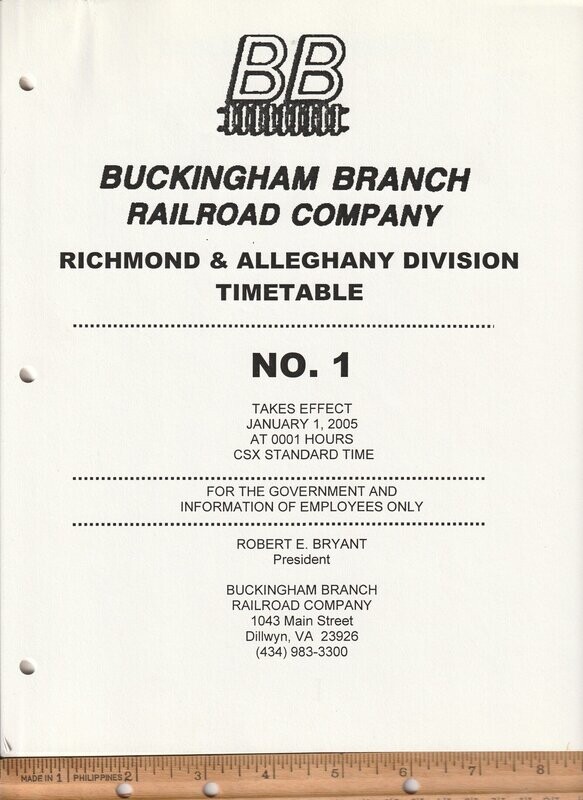 BB
BUCKINGHAM BRANCH
RAILROAD COMPANY
RICHMOND & ALLEGHANY DIVISION
TIMETABLE
NO. 1
TAKES EFFECT
JANUARY 1, 2005
AT 0001 HOURS
CSX STANDARD TIME
FOR THE GOVERNMENT AND
INFORMATION OF EMPLOYEES ONLY
ROBERT E. BRYANT
President
BUCKINGHAM BRANCH
RAILROAD COMPANY
1043 Main Street
Dillwyn, VA 23926
(434) 983-3300
MADE IN 1 PHILIPPINES 2 3 4 5 6 7 8